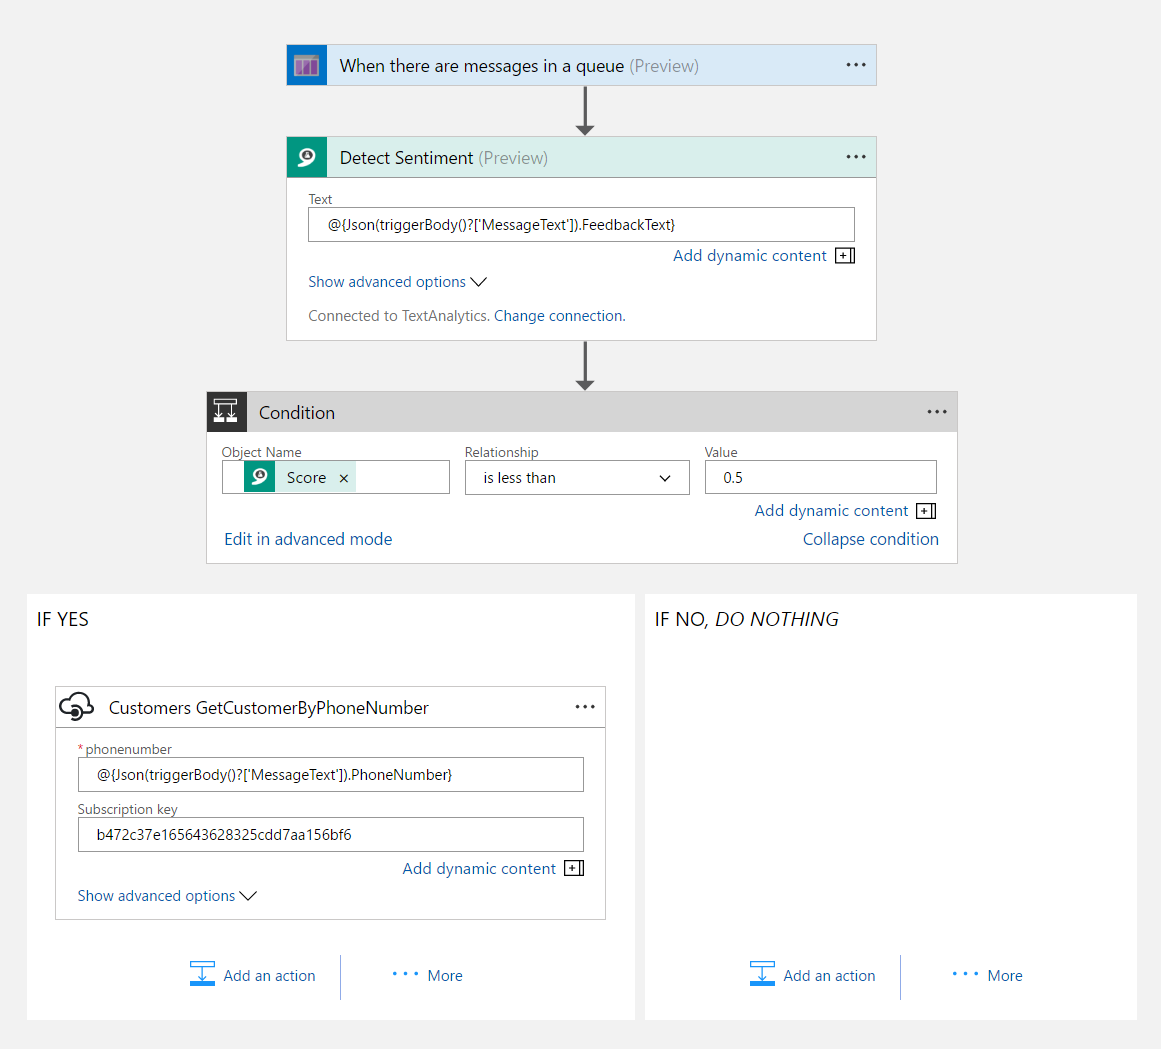 When there are messages in a queue (Preview)
Detect Sentiment (Preview)
Text
@{Json(triggerBody()?['MessageText']).FeedbackText}
Add dynamic content
Show advanced options
Connected to TextAnalytics. Change connection.
Condition
Object Name Relationship Value
Score × is less than 0.5
Add dynamic content
Edit in advanced mode Collapse condition
IF YES
Customers GetCustomerByPhoneNumber
* phonenumber
@{Json(triggerBody()?['MessageText']).PhoneNumber}
Subscription key
b472c37e165643628325cdd7aa156bf6
Add dynamic content
Show advanced options
Add an action
More
IF NO, DO NOTHING
Add an action
More